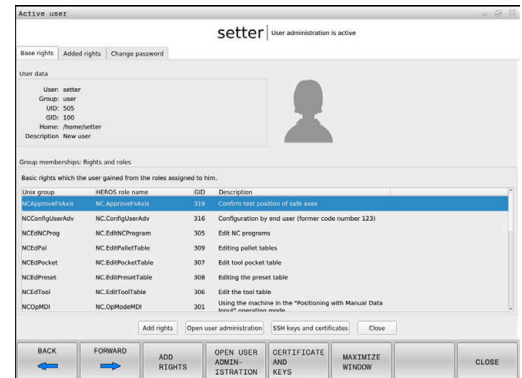 Active user
setter User administration is active
Base rights Added rights Change password
User data
User: setter
Group: user
UID: 505
GID: 100
Home: /home/setter
Description New user
Group memberships: Rights and roles
Basic rights which the user gained from the roles assigned to him.
Unix group HEROS role name GID Description
NCApproveFsAxis NC.ApproveFsAxis 319 Confirm test position of safe axes
NCConfigUserAdv NC.ConfigUserAdv 316 Configuration by end user (former code number 123)
NCEdNCProg NC.EditNCProgram 305 Edit NC programs
NCEdPal NC.EditPalletTable 309 Editing pallet tables
NCEdPocket NC.EditPocketTable 307 Edit tool pocket table
NCEdPreset NC.EditPresetTable 308 Editing the preset table
NCEdTool NC.EditToolTable 306 Edit the tool table
NCOpMDI NC.OpModeMDI 301 Using the machine in the "Positioning with Manual Data
Input" operating mode
Add rights Open user administration SSH keys and certificates Close
BACK FORWARD ADD RIGHTS OPEN USER ADMIN- ISTRATION CERTIFICATE AND KEYS MAXIMIZE WINDOW CLOSE